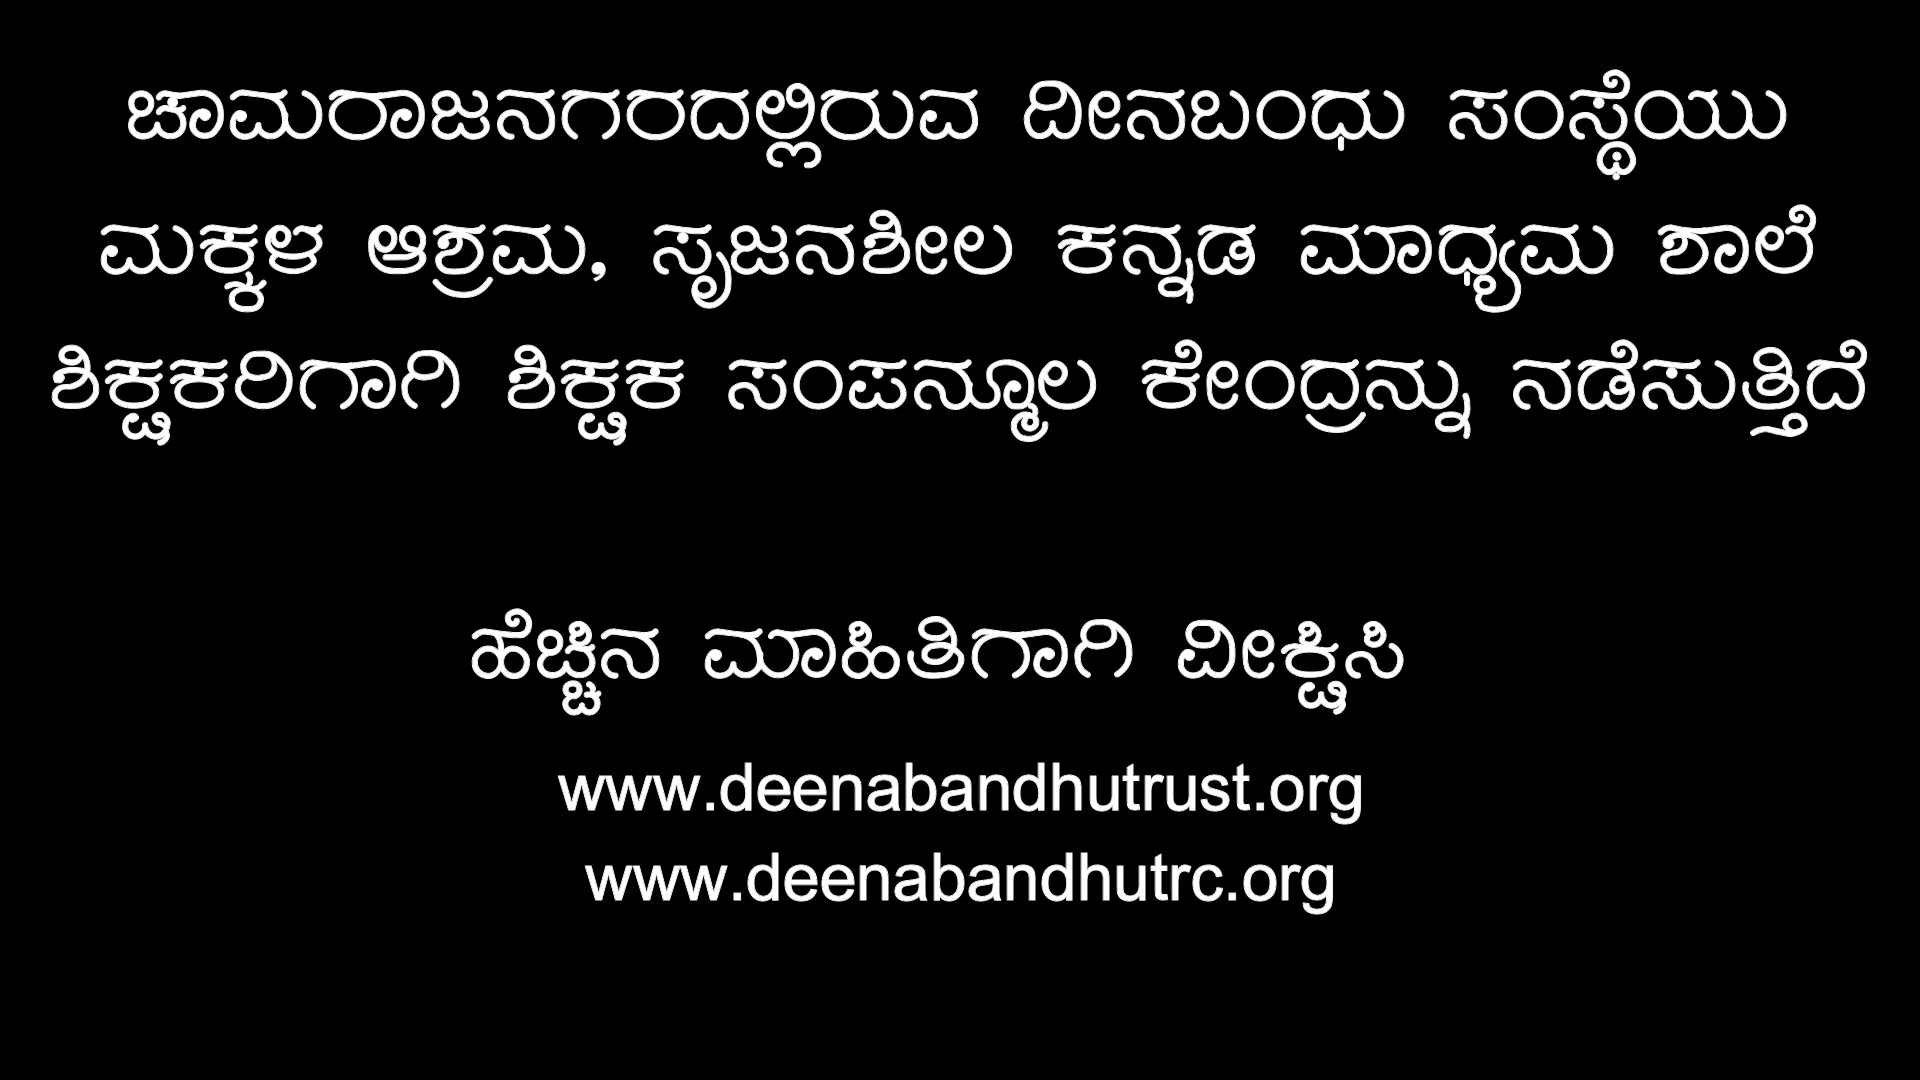 ಚಾಮರಾಜನಗರದಲ್ಲಿರುವ ದೀನಬಂಧು ಸಂಸ್ಥೆಯು
ಮಕ್ಕಳ ಆಶ್ರಮ, ಸೃಜನಶೀಲ ಕನ್ನಡ ಮಾಧ್ಯಮ ಶಾಲೆ
ಶಿಕ್ಷಕರಿಗಾಗಿ ಶಿಕ್ಷಕ ಸಂಪನ್ಮೂಲ ಕೇಂದ್ರನ್ನು ನಡೆಸುತ್ತಿದೆ
ಹೆಚ್ಚಿನ ಮಾಹಿತಿಗಾಗಿ ವೀಕ್ಷಿಸಿ
www.deenabandhutrust.org
www.deenabandhutrc.org